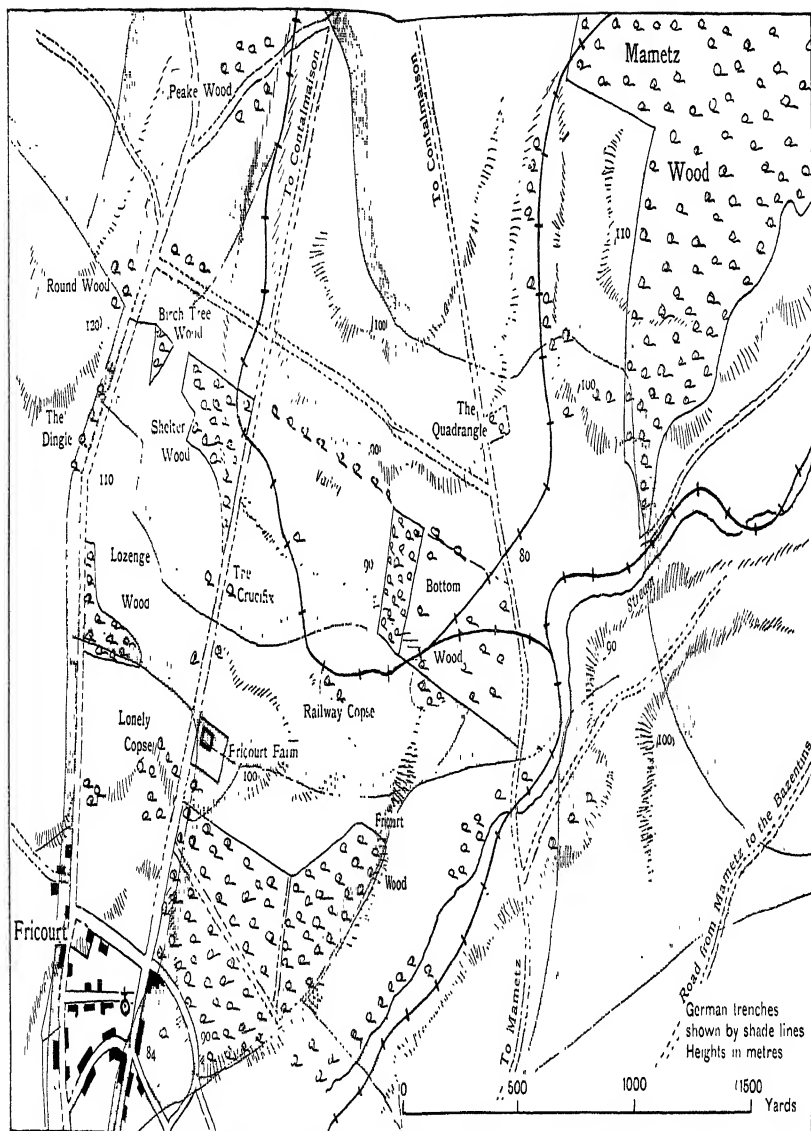 Mametz
Peake Wood
To Contalmaison
To Contalmaison
Wood
110
Round Wood
Birch Tree
Wood
120
100
100
The
Dingle
Shelter
Wood
The
Quadrangle
90
110
Lozenge
Wood
The
Crucifix
90
Bottom
80
Stream
Wood
90
Railway Copse
Lonely
Copse
Fricourt Farm
100
100
Fricourt
Wood
Fricourt
90
84
To Mametz
Road from Mametz to the Bazentins
German trenches
shown by shade lines
Heights in metres
0 500 1000 1500
Yards